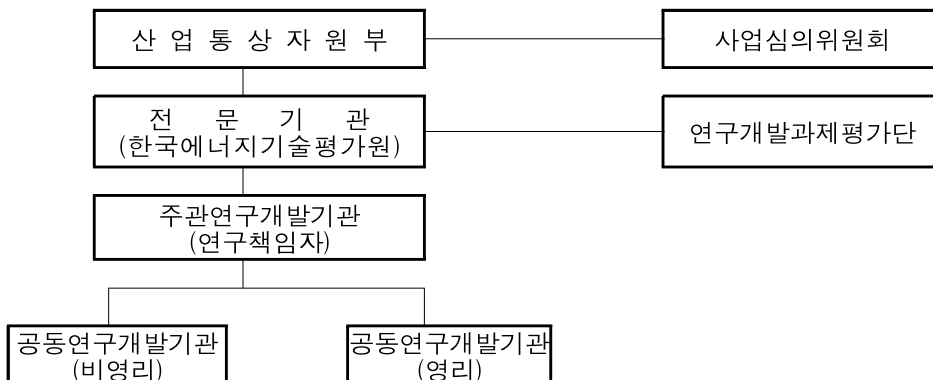 산 업 통 상 자 원 부
사업심의위원회
전 문 기 관
(한국에너지기술평가원)
연구개발과제평가단
주관연구개발기관
(연구책임자)
공동연구개발기관
(비영리)
공동연구개발기관
(영리)